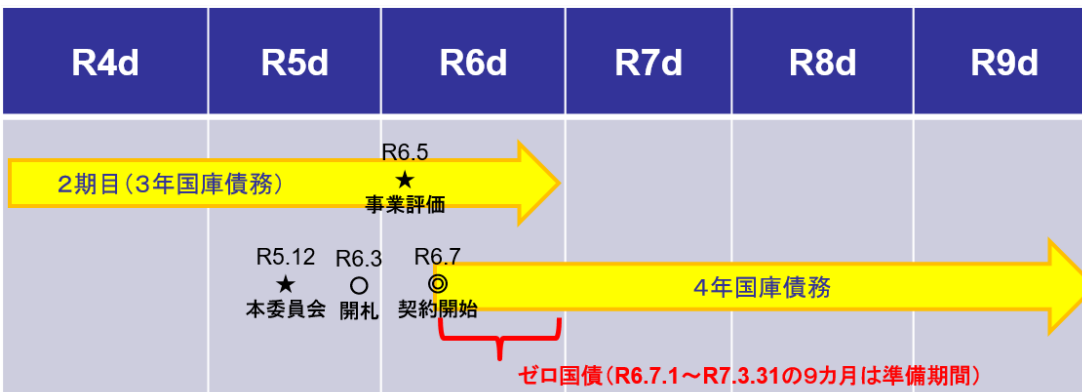 R4d R5d R6d R7d R8d R9d
R6.5
２期目（３年国庫債務） ★
事業評価
R5.12 R6.3 R6.7
★ ○ ◎ ４年国庫債務
本委員会 開札 契約開始
ゼロ国債（R6.7.1～R7.3.31の９カ月は準備期間）